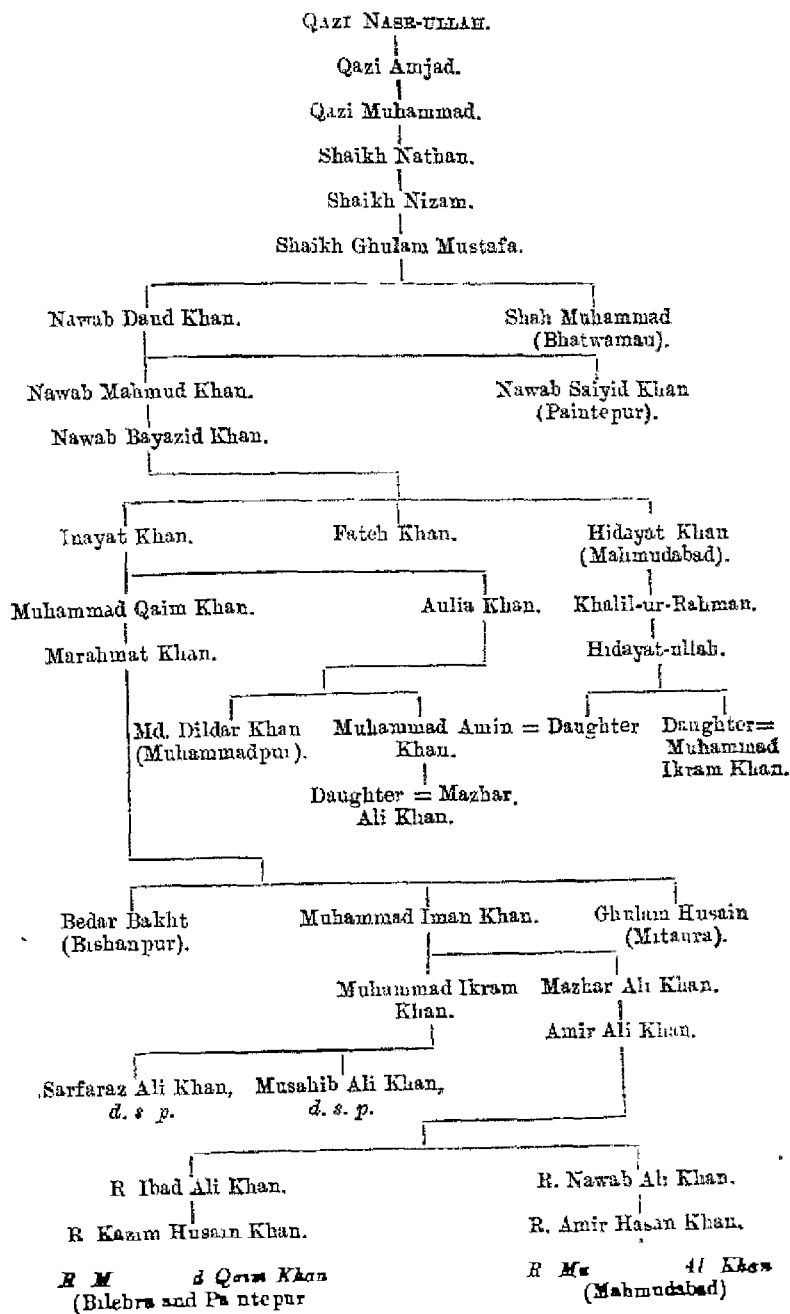 QAZI NASR-ULLAH.
Qazi Amjad.
Qazi Muhammad.
Shaikh Nathan.
Shaikh Nizam.
Shaikh Ghulam Mustafa.
Nawab Daud Khan.
Shah Muhammad
(Bhatwamau).
Nawab Mahmud Khan.
Nawab Saiyid Khan
(Paintepur).
Nawab Bayazid Khan.
Inayat Khan.
Fateh Khan.
Hidayat Khan
(Mahmudabad).
Muhammad Qaim Khan.
Aulia Khan.
Khalil-ur-Rahman.
Marahmat Khan.
Hidayat-ullah.
Md. Dildar Khan
(Muhammadpur).
Muhammad Amin = Daughter
Khan.
Daughter=
Muhammad
Ikram Khan.
Daughter = Mazhar.
Ali Khan.
Bedar Bakht
(Bishanpur).
Muhammad Iman Khan.
Ghulam Husain
(Mitaura).
Muhammad Ikram
Khan.
Mazhar Ali Khan.
Amir Ali Khan.
Sarfaraz Ali Khan,
d. s p.
Musahib Ali Khan,
d. s. p.
R Ibad Ali Khan.
R. Nawab Ali Khan.
R Kazim Husain Khan.
R. Amir Hasan Khan.
R M d Qaim Khan
(Bilehra and Paintepur
R Mu Al Khan
(Mahmudabad)